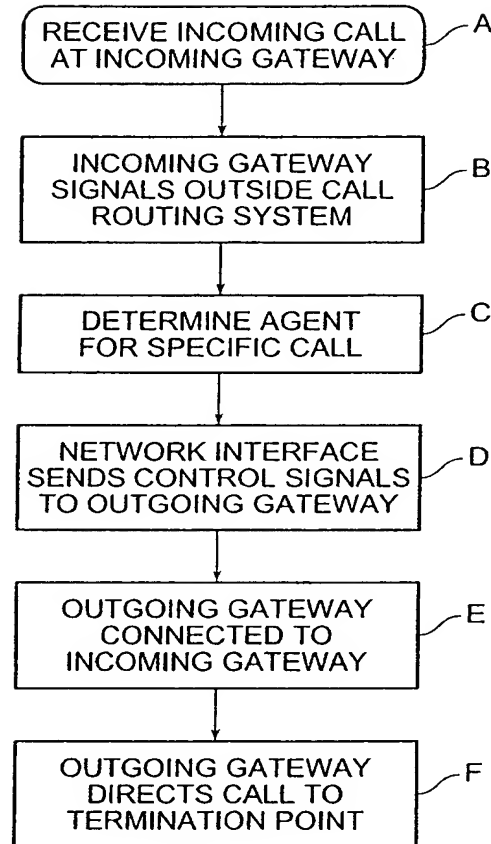 RECEIVE INCOMING CALL
AT INCOMING GATEWAY
A
INCOMING GATEWAY
SIGNALS OUTSIDE CALL
ROUTING SYSTEM
B
DETERMINE AGENT
FOR SPECIFIC CALL
C
NETWORK INTERFACE
SENDS CONTROL SIGNALS
TO OUTGOING GATEWAY
D
OUTGOING GATEWAY
CONNECTED TO
INCOMING GATEWAY
E
OUTGOING GATEWAY
DIRECTS CALL TO
TERMINATION POINT
F